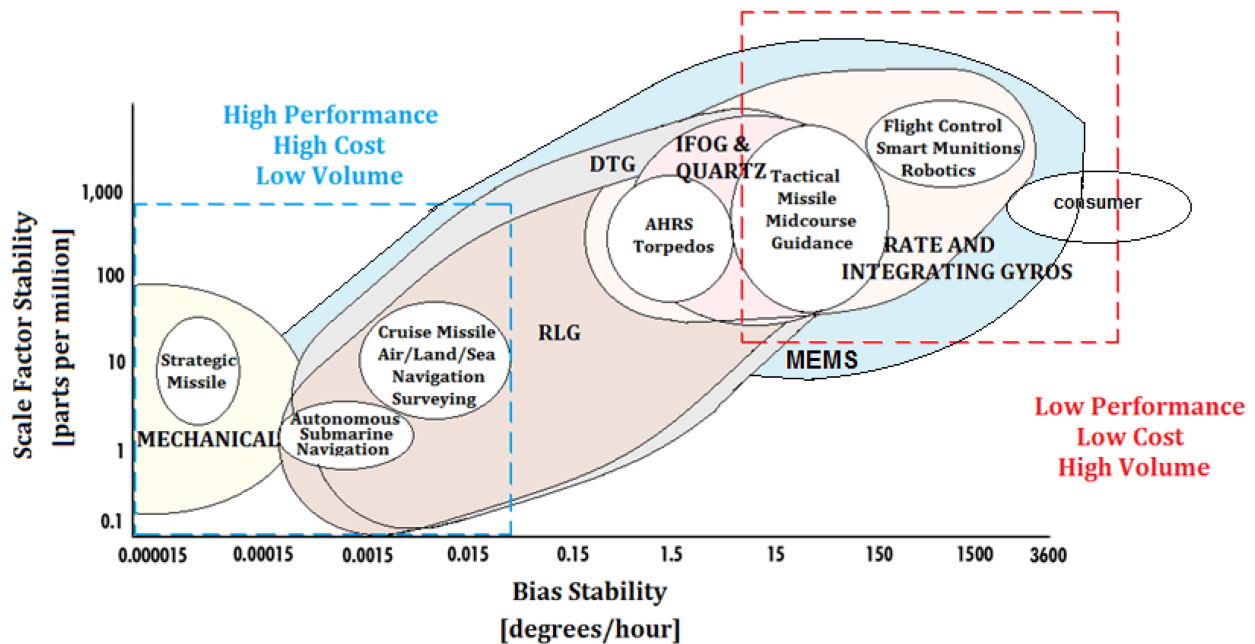 High Performance
High Cost
Low Volume
Flight Control
Smart Munitions
Robotics
IFOG &
QUARTZ
DTG
Tactical
Missile
Midcourse
Guidance
consumer
AHRS
Torpedos
RATE AND
INTEGRATING GYROS
Scale Factor Stability
[parts per million]
1,000
100
10
1
0.1
Strategic
Missile
Cruise Missile
Air/Land/Sea
Navigation
Surveying
RLG
MEMS
MECHANICAL
Autonomous
Submarine
Navigation
Low Performance
Low Cost
High Volume
0.000015
0.00015
0.0015
0.015
0.15
1.5
15
150
1500
3600
Bias Stability
[degrees/hour]